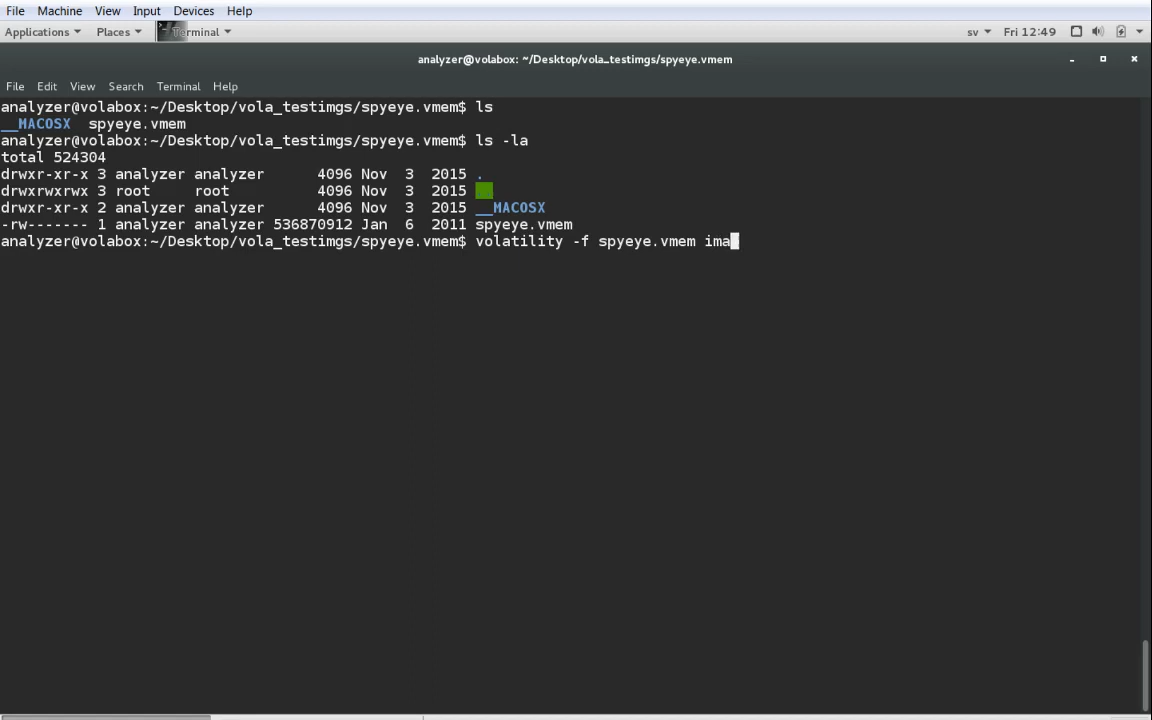 File Machine View Input Devices Help
Applications Places Terminal sv Fri 12:49
analyzer@volabox: ~/Desktop/vola_testimgs/spyeye.vmem
File Edit View Search Terminal Help
analyzer@volabox:~/Desktop/vola_testimgs/spyeye.vmem$ ls
__MACOSX spyeye.vmem
analyzer@volabox:~/Desktop/vola_testimgs/spyeye.vmem$ ls -la
total 524304
drwxr-xr-x 3 analyzer analyzer 4096 Nov 3 2015 .
drwxrwxrwx 3 root root 4096 Nov 3 2015 ..
drwxr-xr-x 2 analyzer analyzer 4096 Nov 3 2015 __MACOSX
-rw------- 1 analyzer analyzer 536870912 Jan 6 2011 spyeye.vmem
analyzer@volabox:~/Desktop/vola_testimgs/spyeye.vmem$ volatility -f spyeye.vmem ima